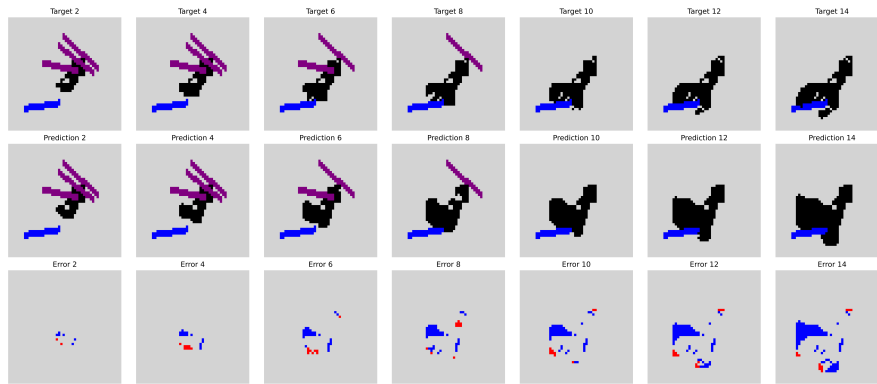 Target 2 Target 4 Target 6 Target 8 Target 10 Target 12 Target 14
Prediction 2 Prediction 4 Prediction 6 Prediction 8 Prediction 10 Prediction 12 Prediction 14
Error 2 Error 4 Error 6 Error 8 Error 10 Error 12 Error 14